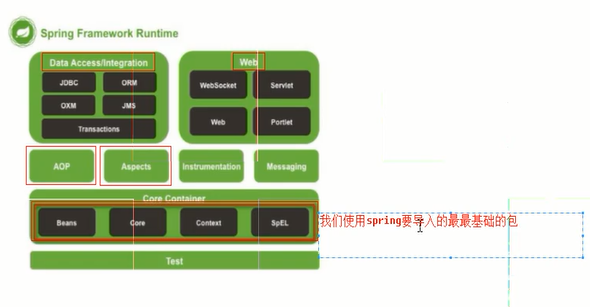 Spring Framework Runtime
Data Access/Integration
Web
JDBC
ORM
WebSocket
Servlet
OXM
JMS
Web
Portlet
Transactions
AOP
Aspects
Instrumentation
Messaging
Core Container
Beans
Core
Context
SpEL
我们使用spring要导入的最最基础的包
Test